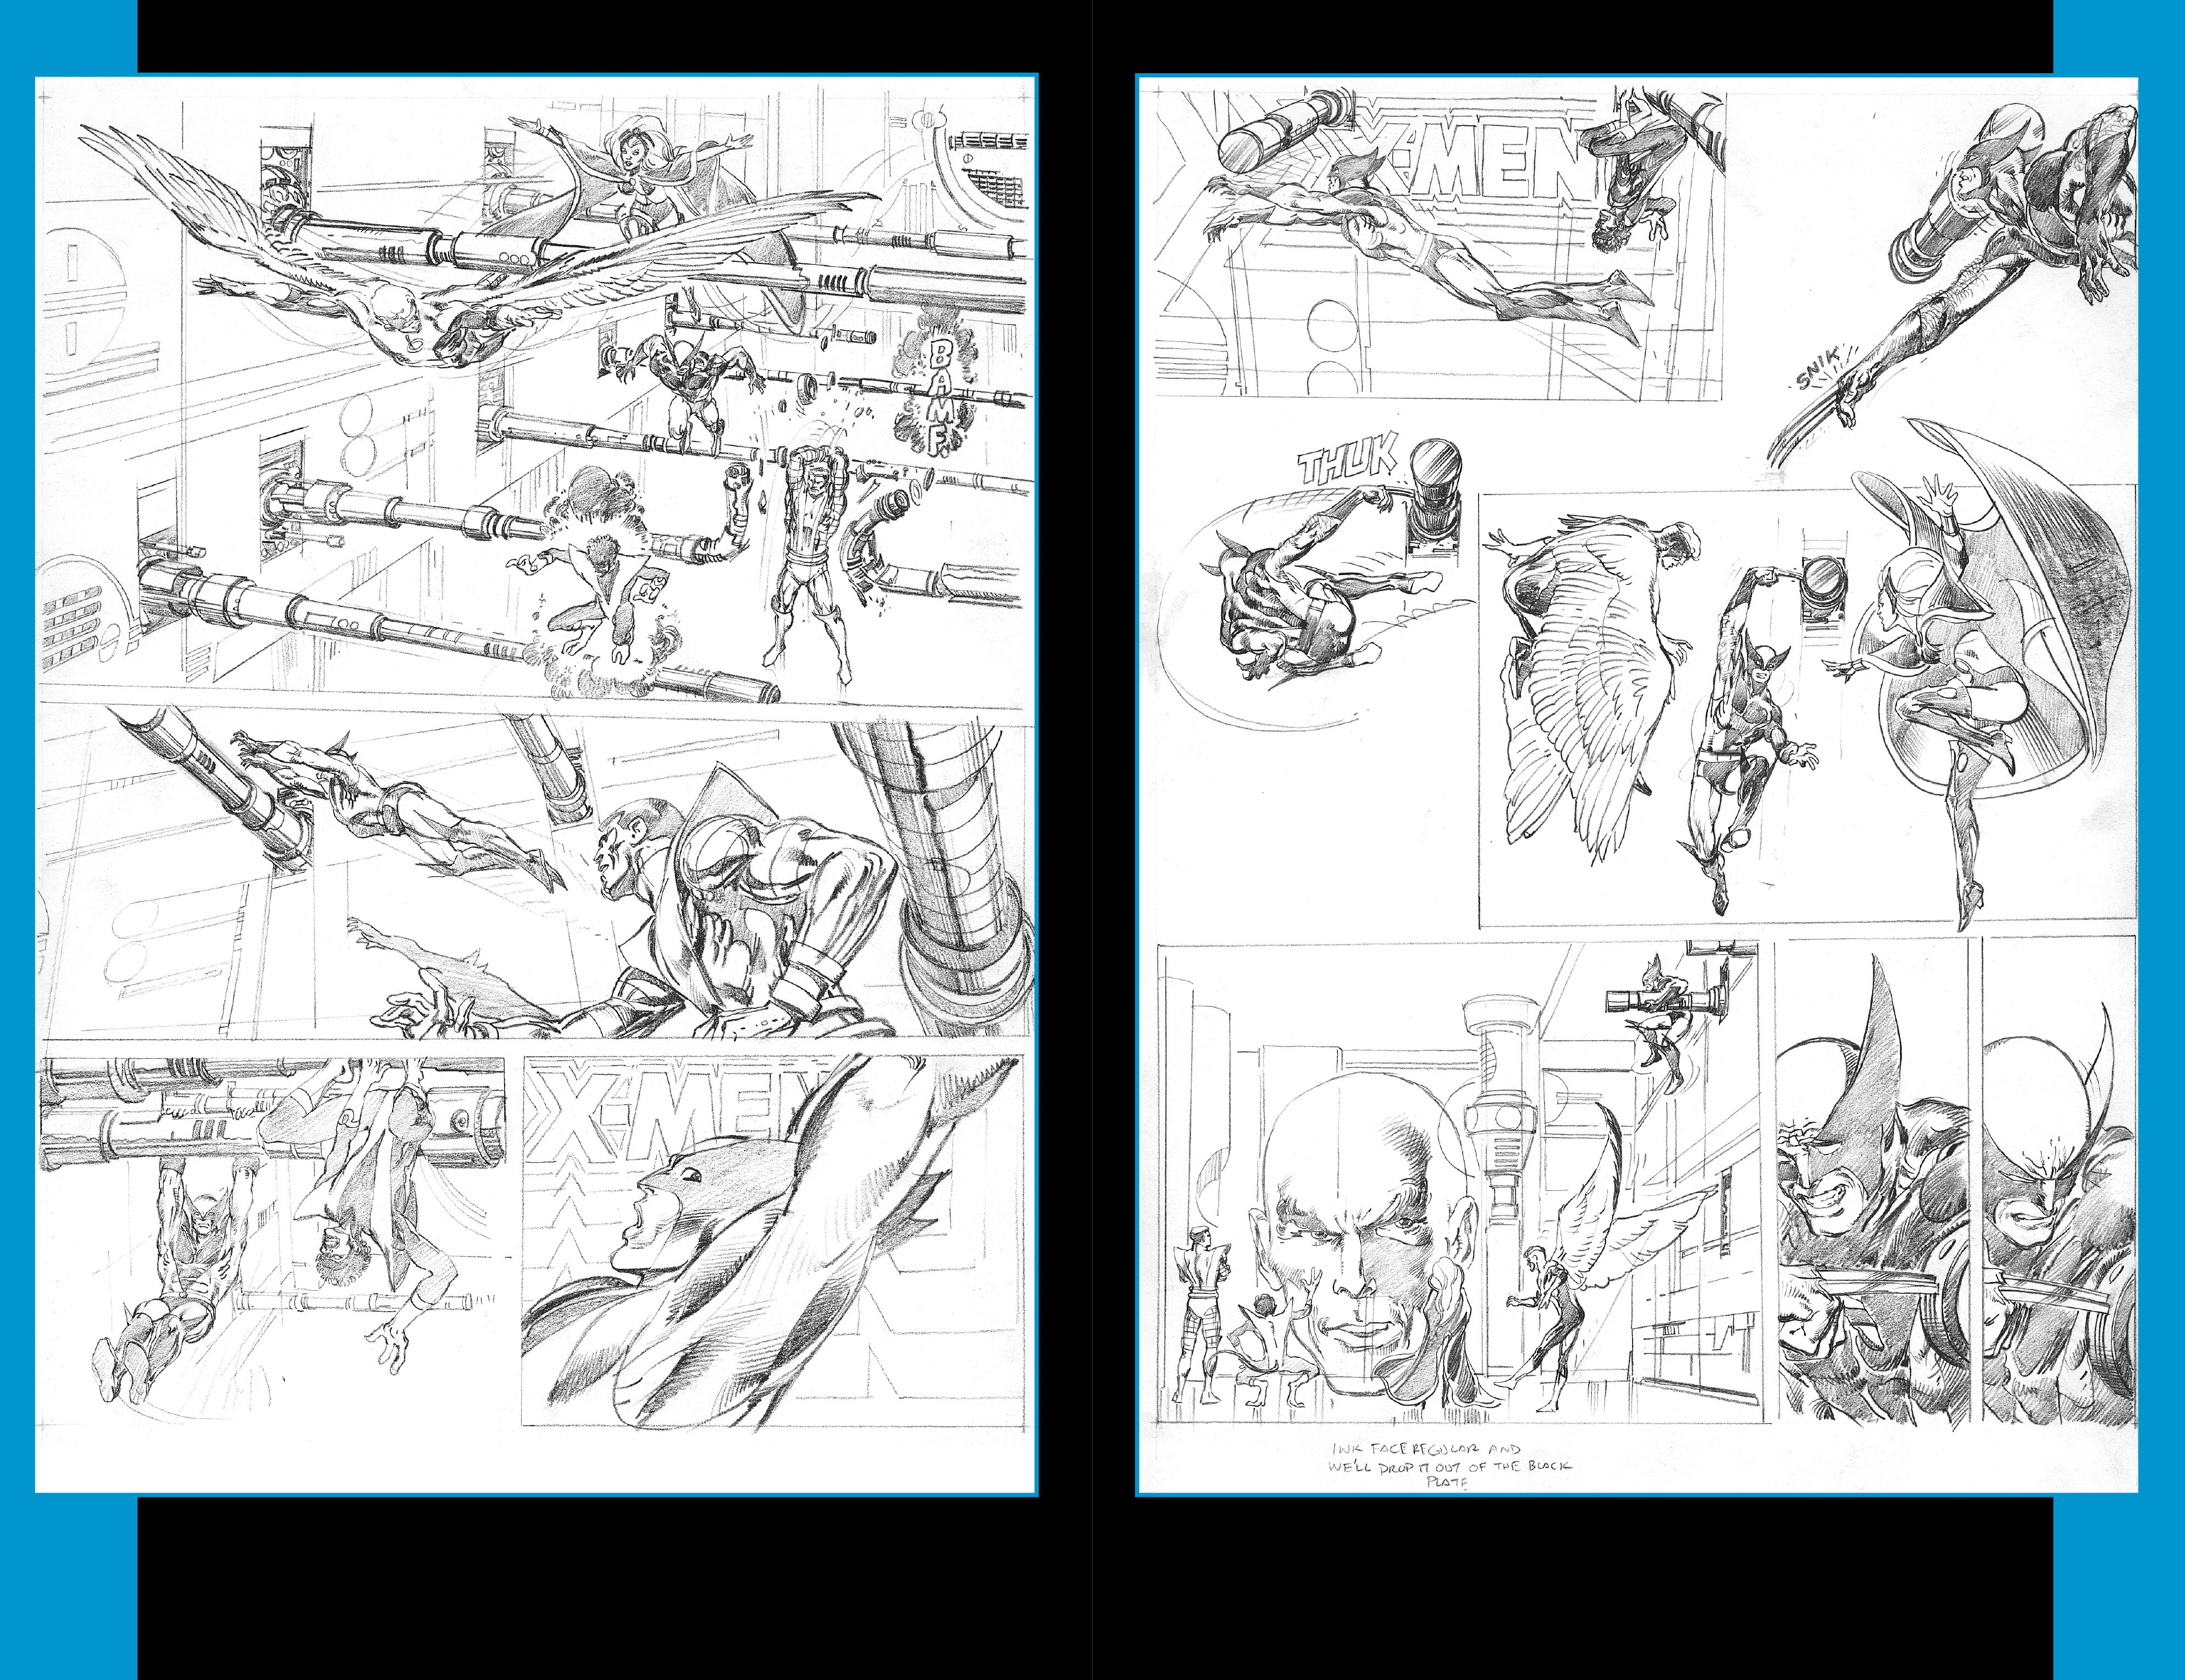 BAMF.
X-MEN
X-MEN
SNIK
THUK
INK FACE REGULAR AND
WE'LL DROP IT OUT OF THE BLACK
PLATE